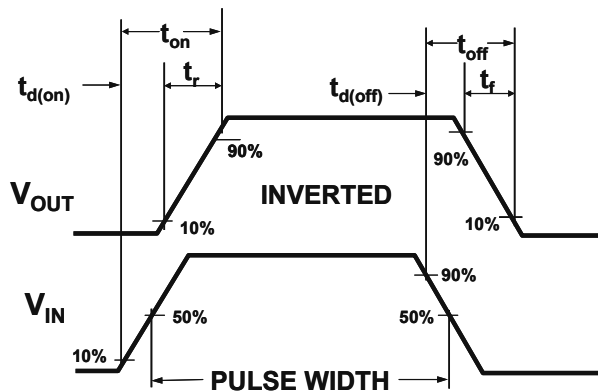 t_on
t_off
t_d(on)
t_r
t_d(off)
t_f
90%
90%
V_OUT
INVERTED
10%
10%
90%
V_IN
50%
50%
10%
PULSE WIDTH